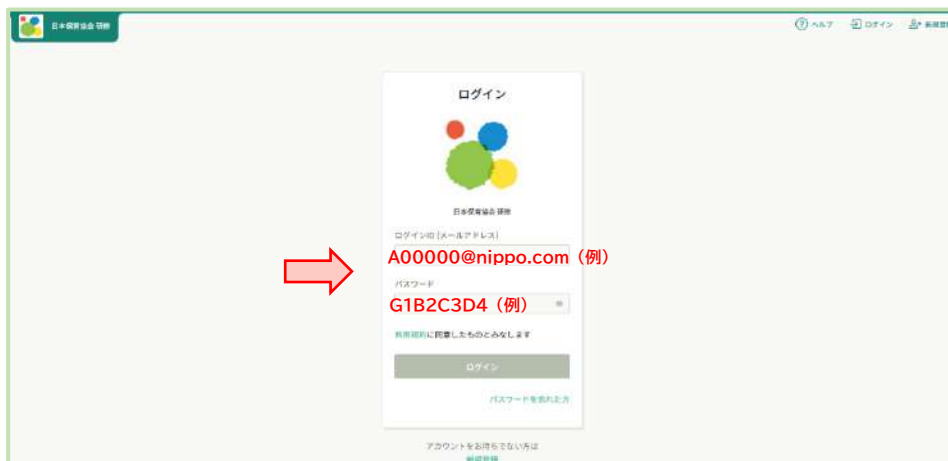 日本保育協会 研修
ヘルプ
ログイン
新規登録
ログイン
日本保育協会 研修
ログインID (メールアドレス)
A00000@nippo.com（例）
パスワード
G1B2C3D4（例）
利用規約に同意したものとみなします
ログイン
パスワードを忘れた方
アカウントをお持ちでない方は
新規登録